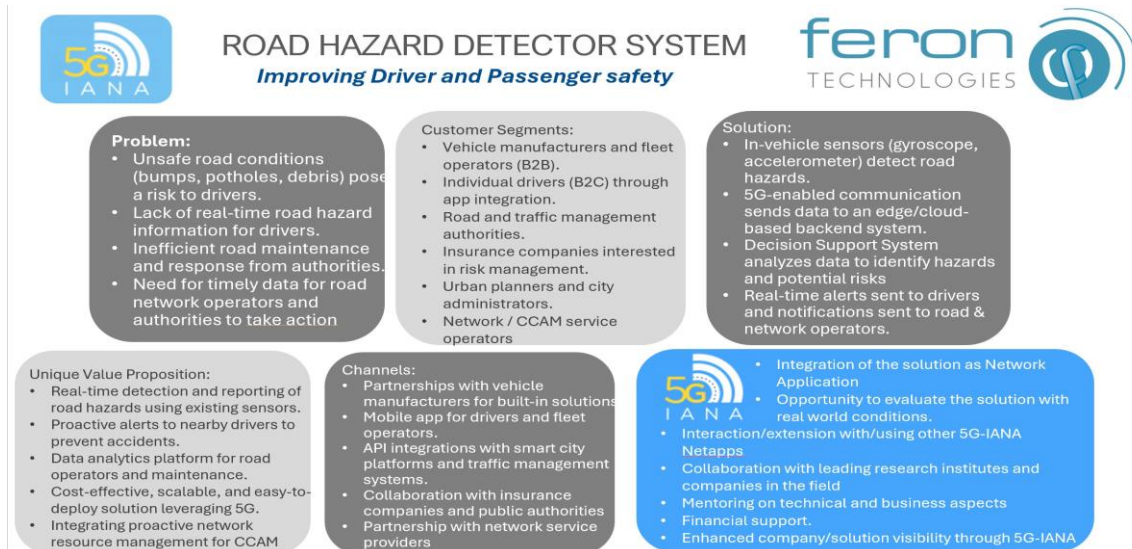 5G
IANA
ROAD HAZARD DETECTOR SYSTEM
Improving Driver and Passenger safety
feron
TECHNOLOGIES
φ
Problem:
• Unsafe road conditions
(bumps, potholes, debris) pose
a risk to drivers.
• Lack of real-time road hazard
information for drivers.
• Inefficient road maintenance
and response from authorities.
• Need for timely data for road
network operators and
authorities to take action
Customer Segments:
• Vehicle manufacturers and fleet
operators (B2B).
• Individual drivers (B2C) through
app integration.
• Road and traffic management
authorities.
• Insurance companies interested
in risk management.
• Urban planners and city
administrators.
• Network / CCAM service
operators
Solution:
• In-vehicle sensors (gyroscope,
accelerometer) detect road
hazards.
• 5G-enabled communication
sends data to an edge/cloud-
based backend system.
• Decision Support System
analyzes data to identify hazards
and potential risks
• Real-time alerts sent to drivers
and notifications sent to road &
network operators.
Unique Value Proposition:
• Real-time detection and reporting of
road hazards using existing sensors.
• Proactive alerts to nearby drivers to
prevent accidents.
• Data analytics platform for road
operators and maintenance.
• Cost-effective, scalable, and easy-to-
deploy solution leveraging 5G.
• Integrating proactive network
resource management for CCAM
Channels:
• Partnerships with vehicle
manufacturers for built-in solutions
• Mobile app for drivers and fleet
operators.
• API integrations with smart city
platforms and traffic management
systems.
• Collaboration with insurance
companies and public authorities
• Partnership with network service
providers
5G
IANA
• Integration of the solution as Network
Application
• Opportunity to evaluate the solution with
real world conditions.
• Interaction/extension with/using other 5G-IANA
Netapps
• Collaboration with leading research institutes and
companies in the field
• Mentoring on technical and business aspects
• Financial support.
• Enhanced company/solution visibility through 5G-IANA